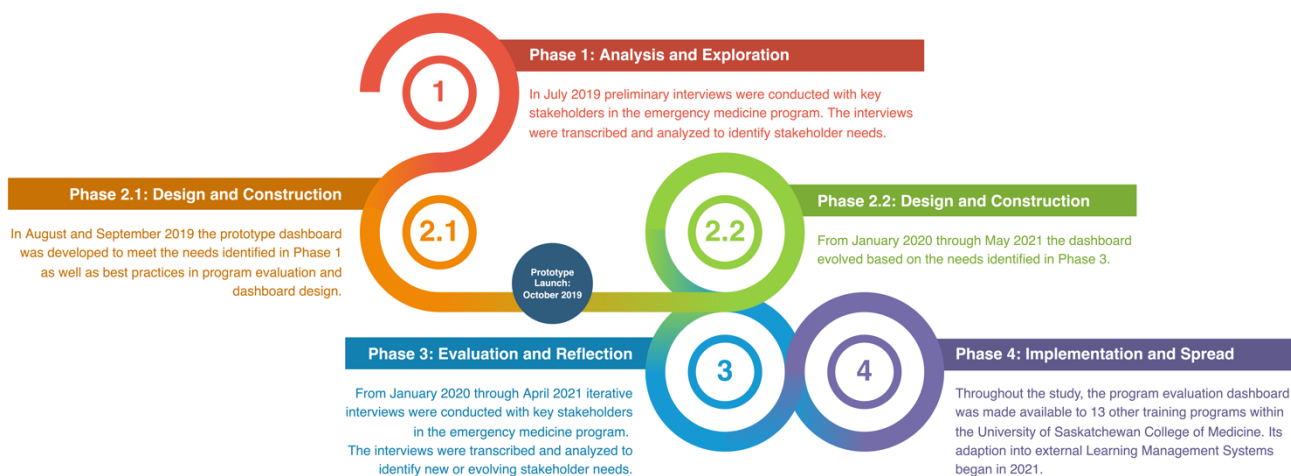 1
Phase 1: Analysis and Exploration
In July 2019 preliminary interviews were conducted with key
stakeholders in the emergency medicine program. The interviews
were transcribed and analyzed to identify stakeholder needs.
Phase 2.1: Design and Construction
In August and September 2019 the prototype dashboard
was developed to meet the needs identified in Phase 1
as well as best practices in program evaluation and
dashboard design.
2.1
Prototype
Launch:
October 2019
2.2
Phase 2.2: Design and Construction
From January 2020 through May 2021 the dashboard
evolved based on the needs identified in Phase 3.
Phase 3: Evaluation and Reflection
From January 2020 through April 2021 iterative
interviews were conducted with key stakeholders
in the emergency medicine program.
The interviews were transcribed and analyzed to
identify new or evolving stakeholder needs.
3
4
Phase 4: Implementation and Spread
Throughout the study, the program evaluation dashboard
was made available to 13 other training programs within
the University of Saskatchewan College of Medicine. Its
adaption into external Learning Management Systems
began in 2021.